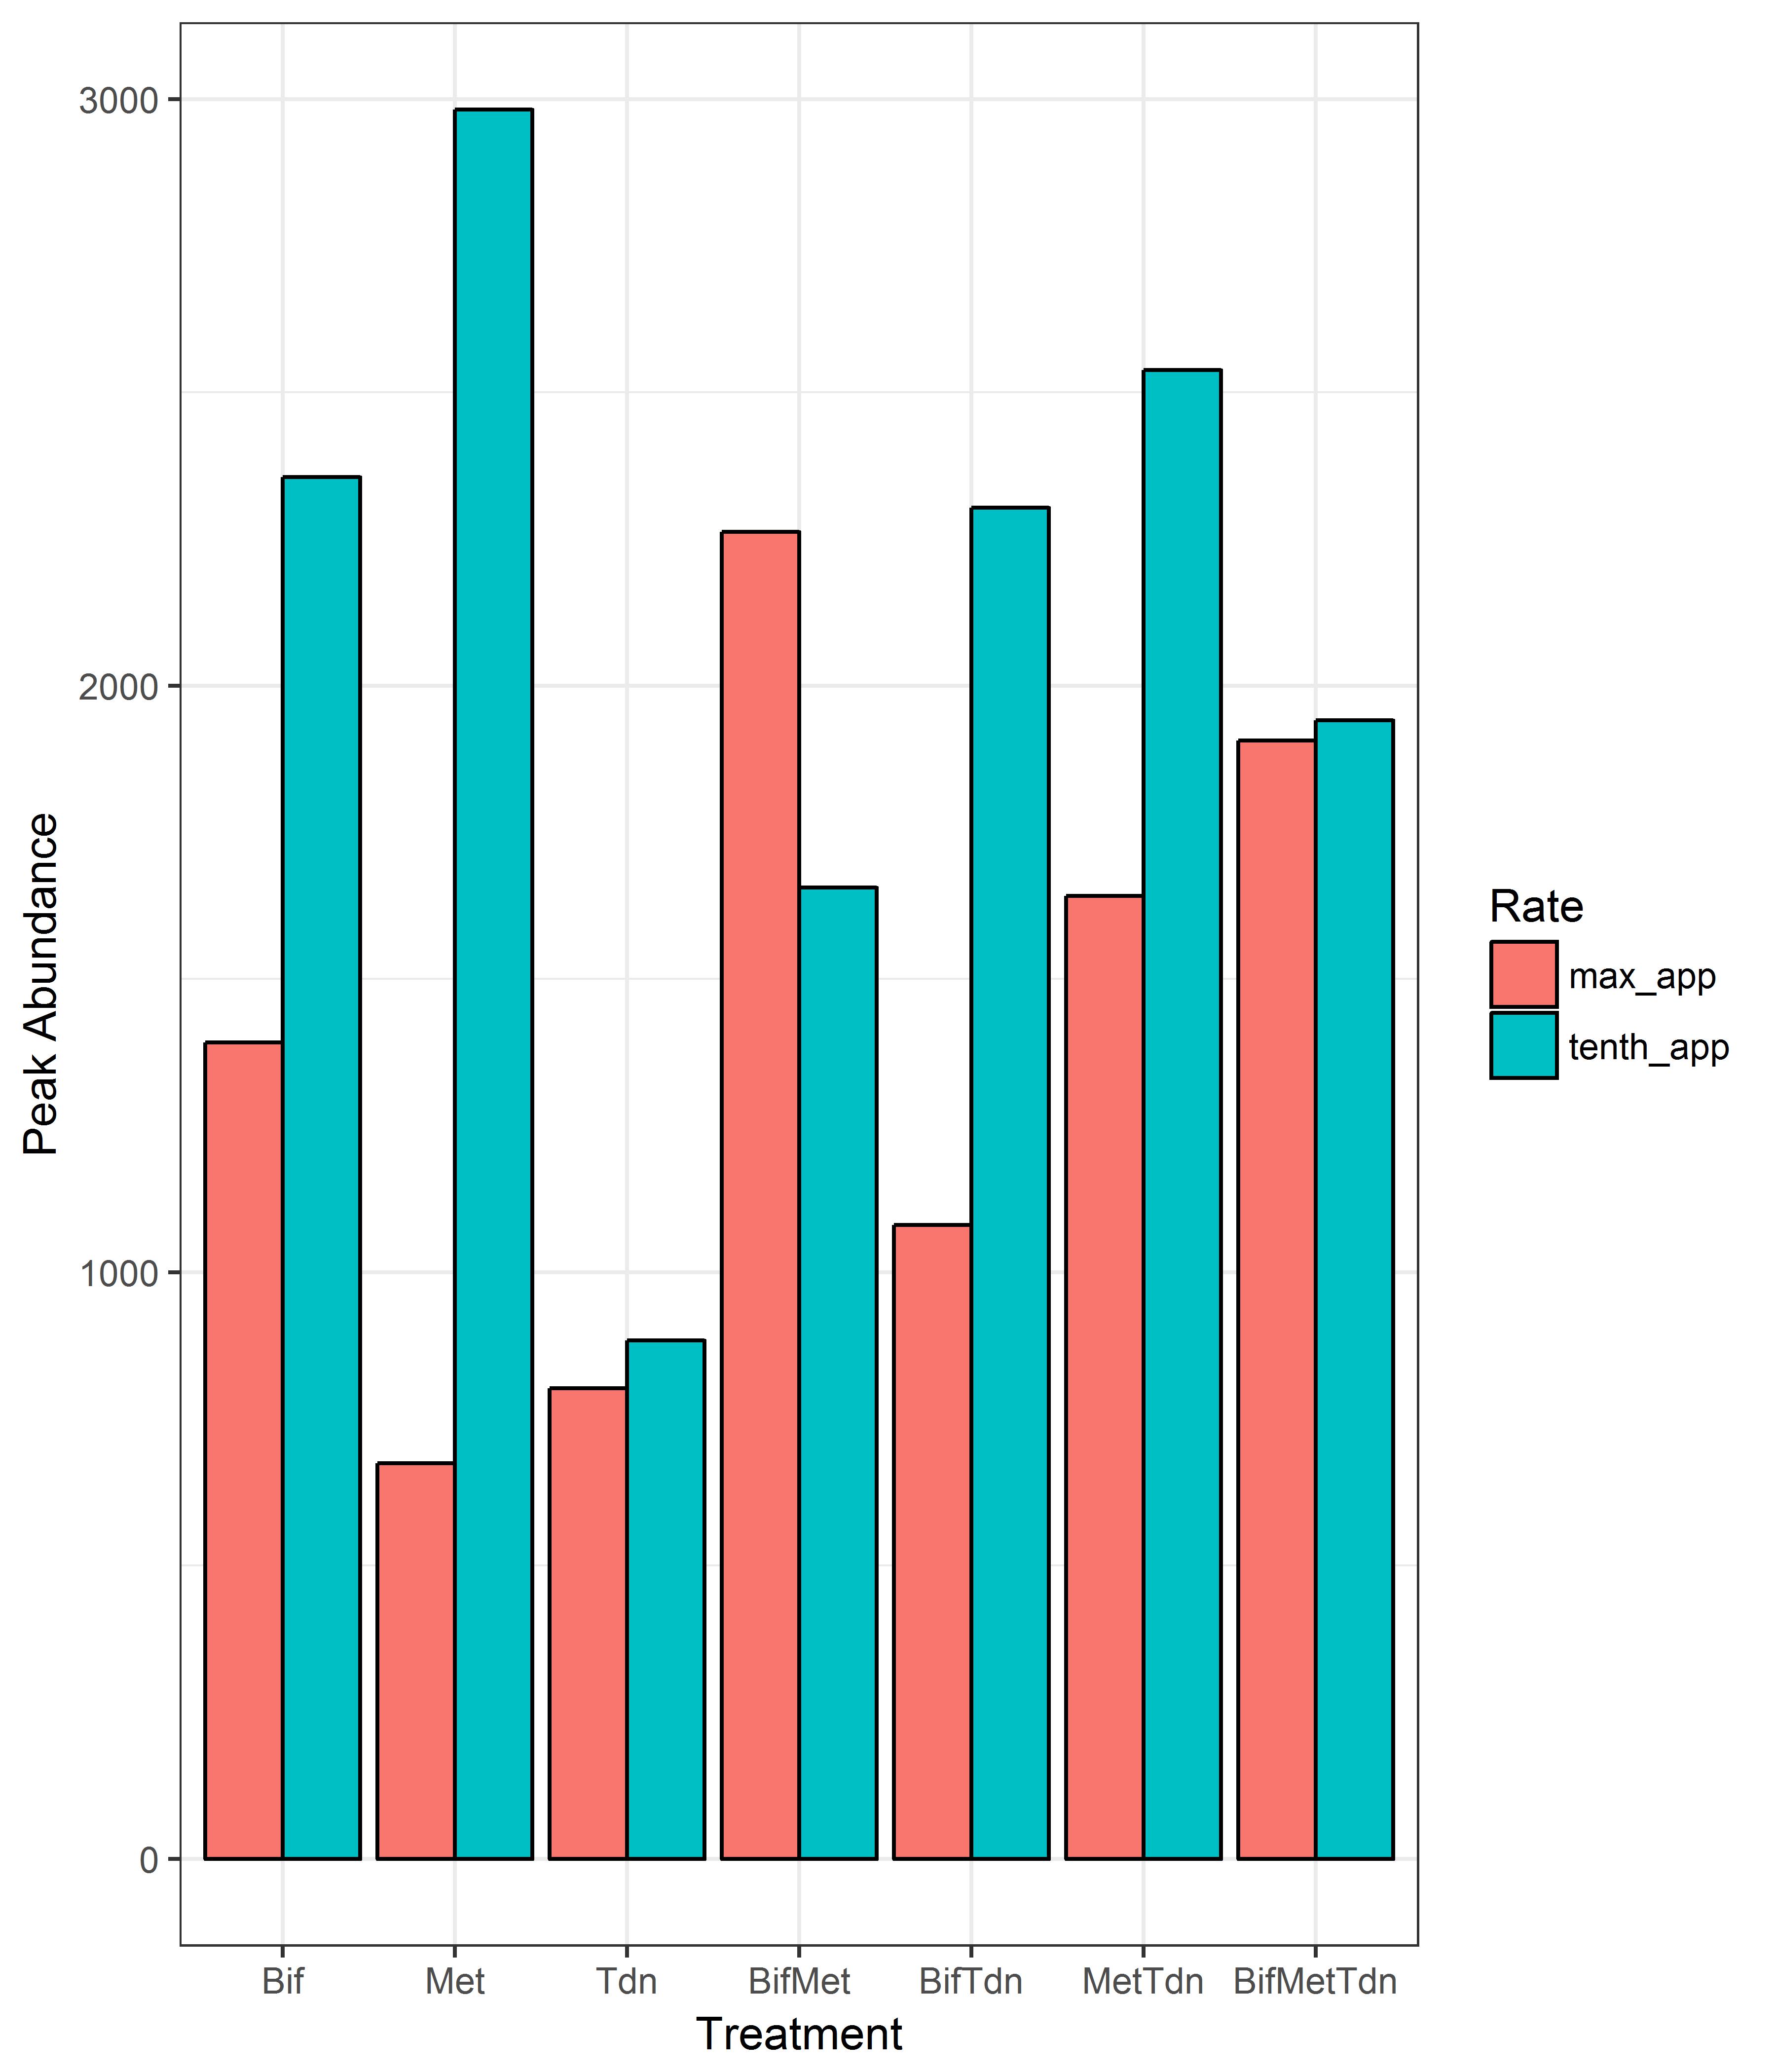 Peak Abundance
3000
2000
1000
0
Bif Met Tdn BifMet BifTdn MetTdn BifMetTdn
Treatment
Rate
max_app
tenth_app